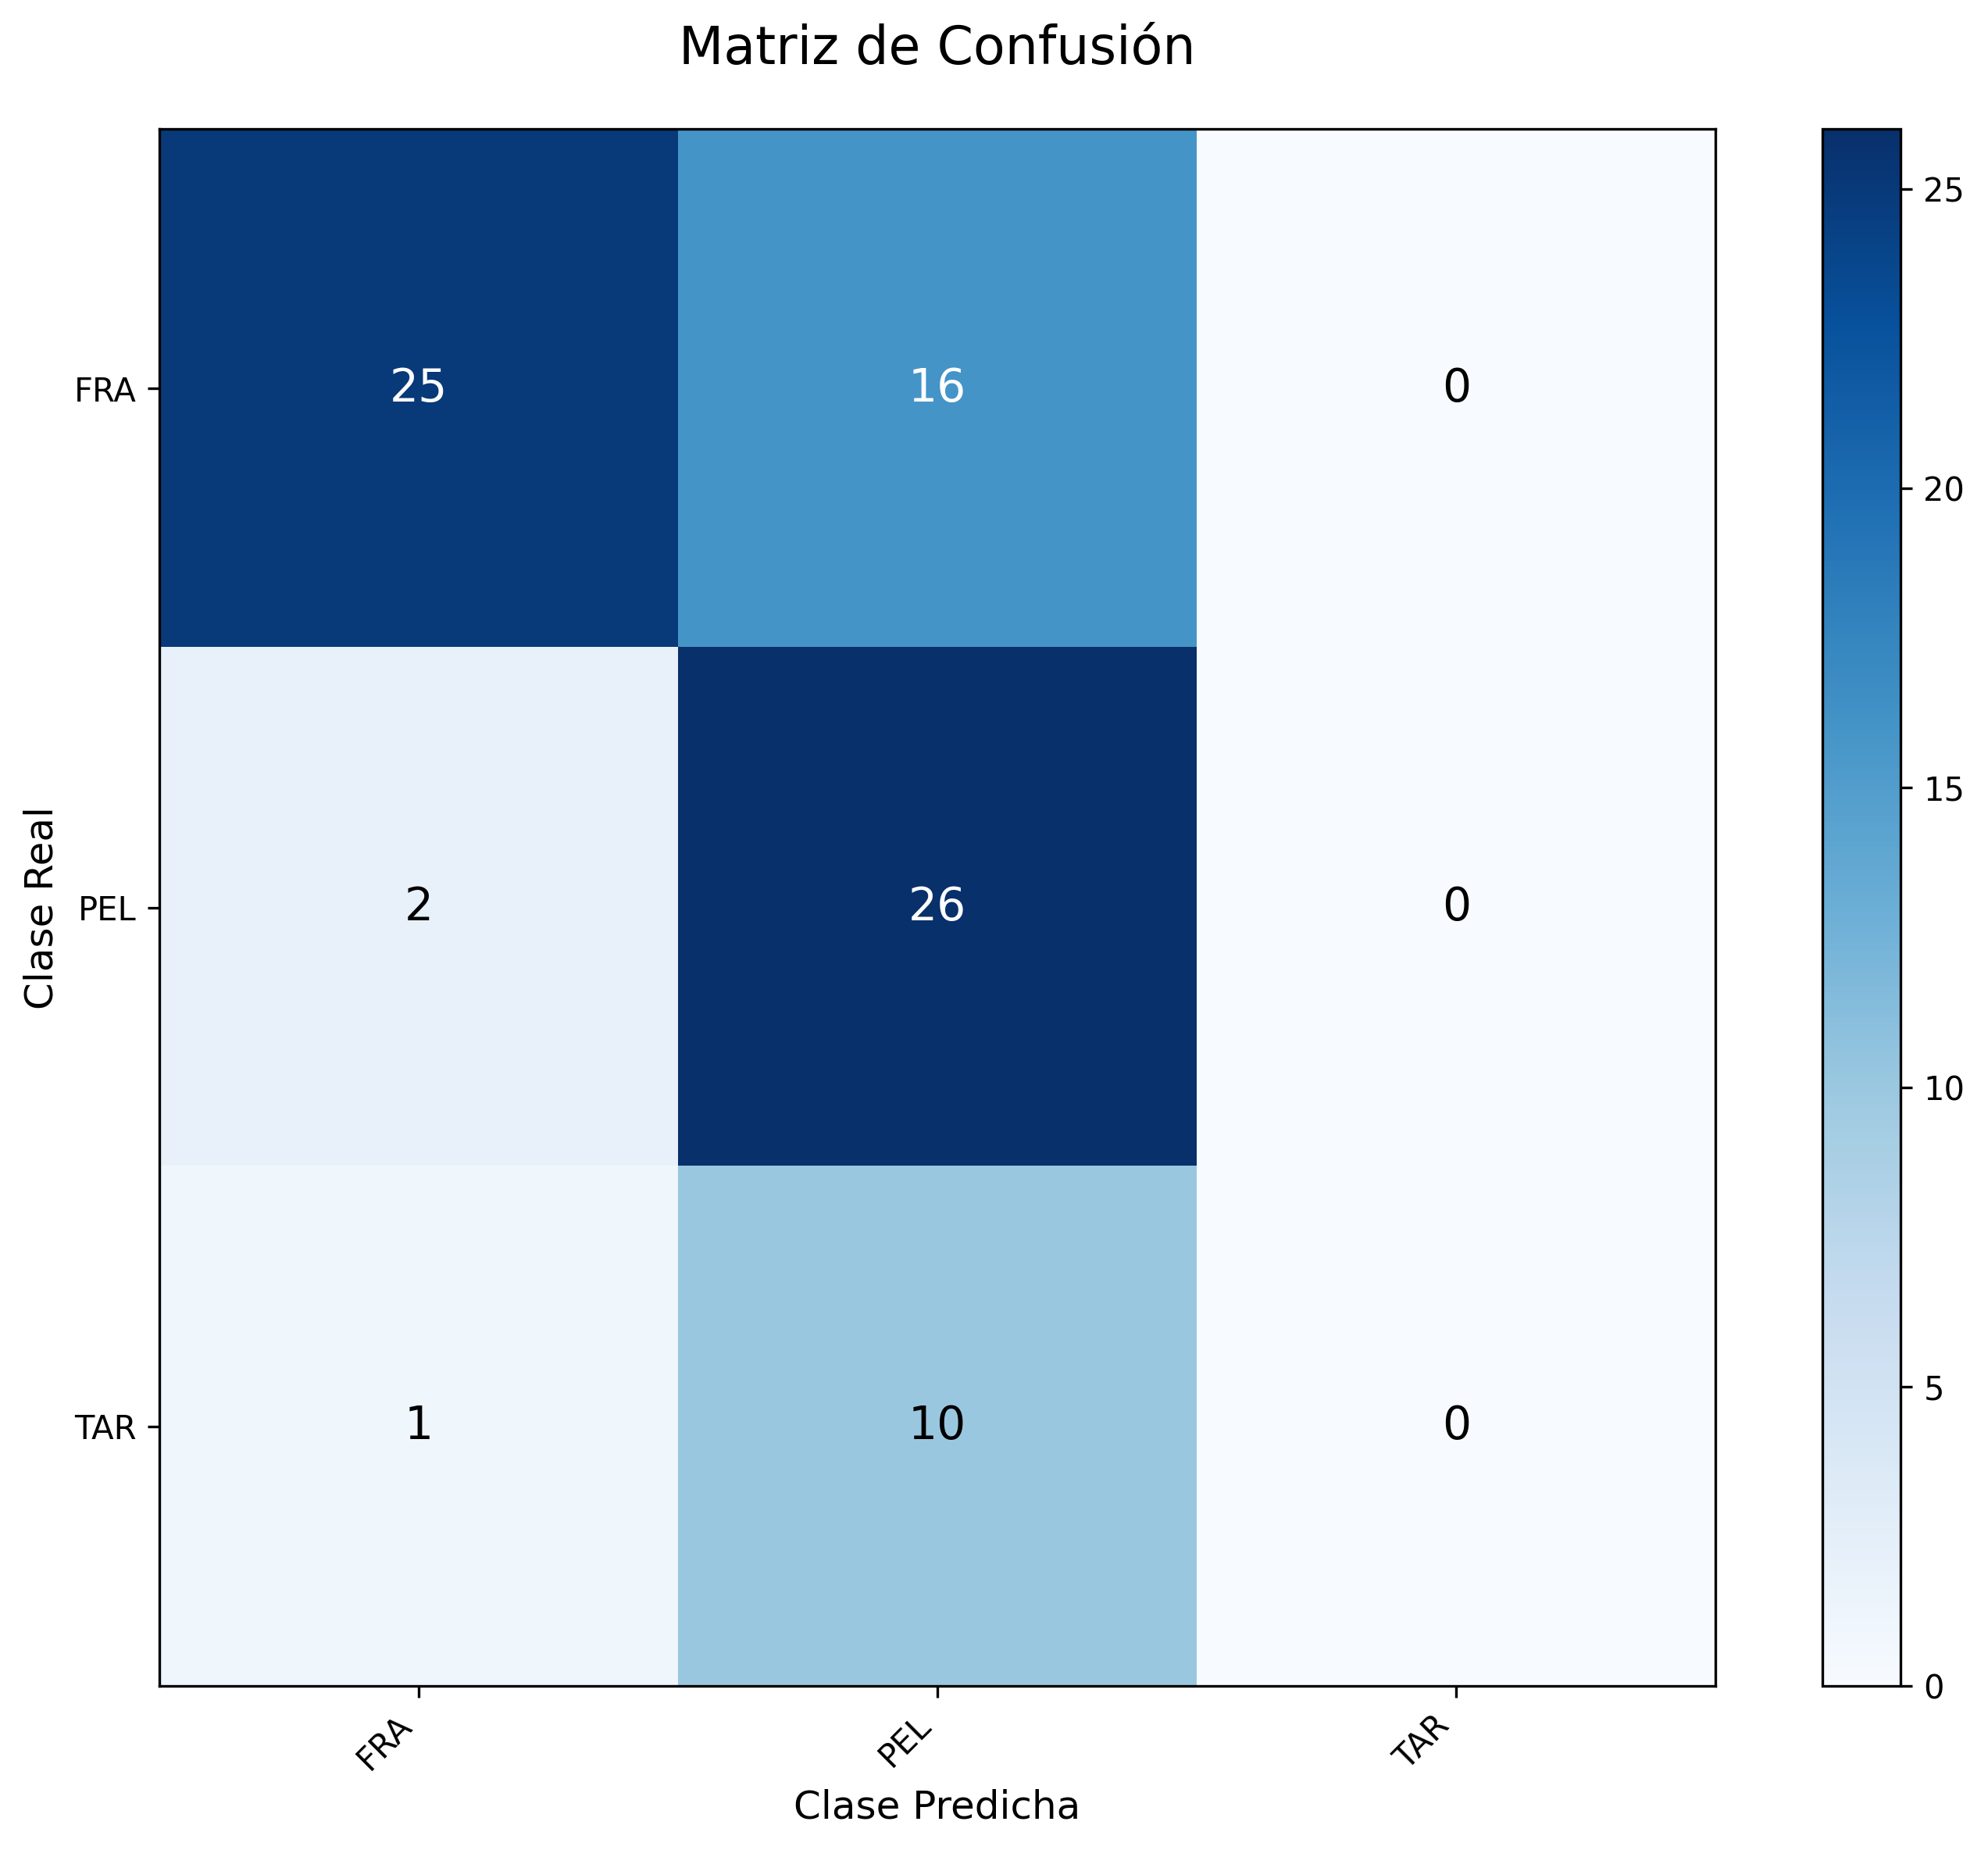 Matriz de Confusión
25
FRA 25 16 0
20
15
Clase Real
PEL 2 26 0
10
5
TAR 1 10 0
0
FRA PEL TAR
Clase Predicha